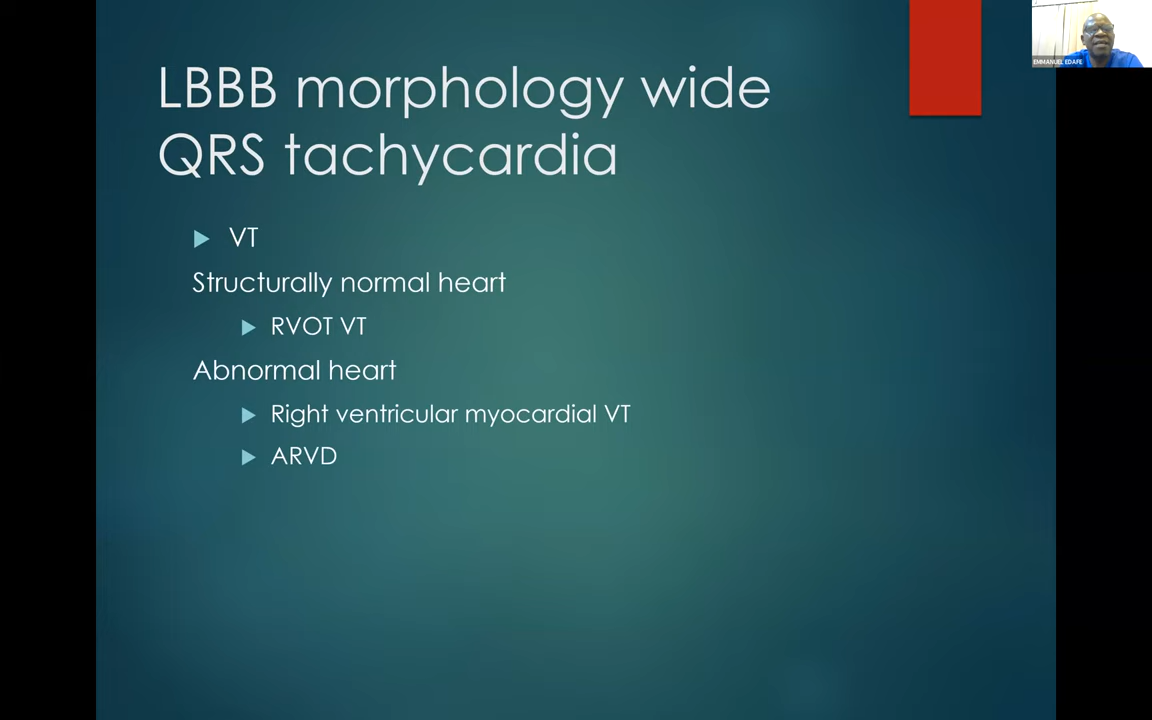 LBBB morphology wide
QRS tachycardia
VT
Structurally normal heart
RVOT VT
Abnormal heart
Right ventricular myocardial VT
ARVD
EMMANUEL EDAFE